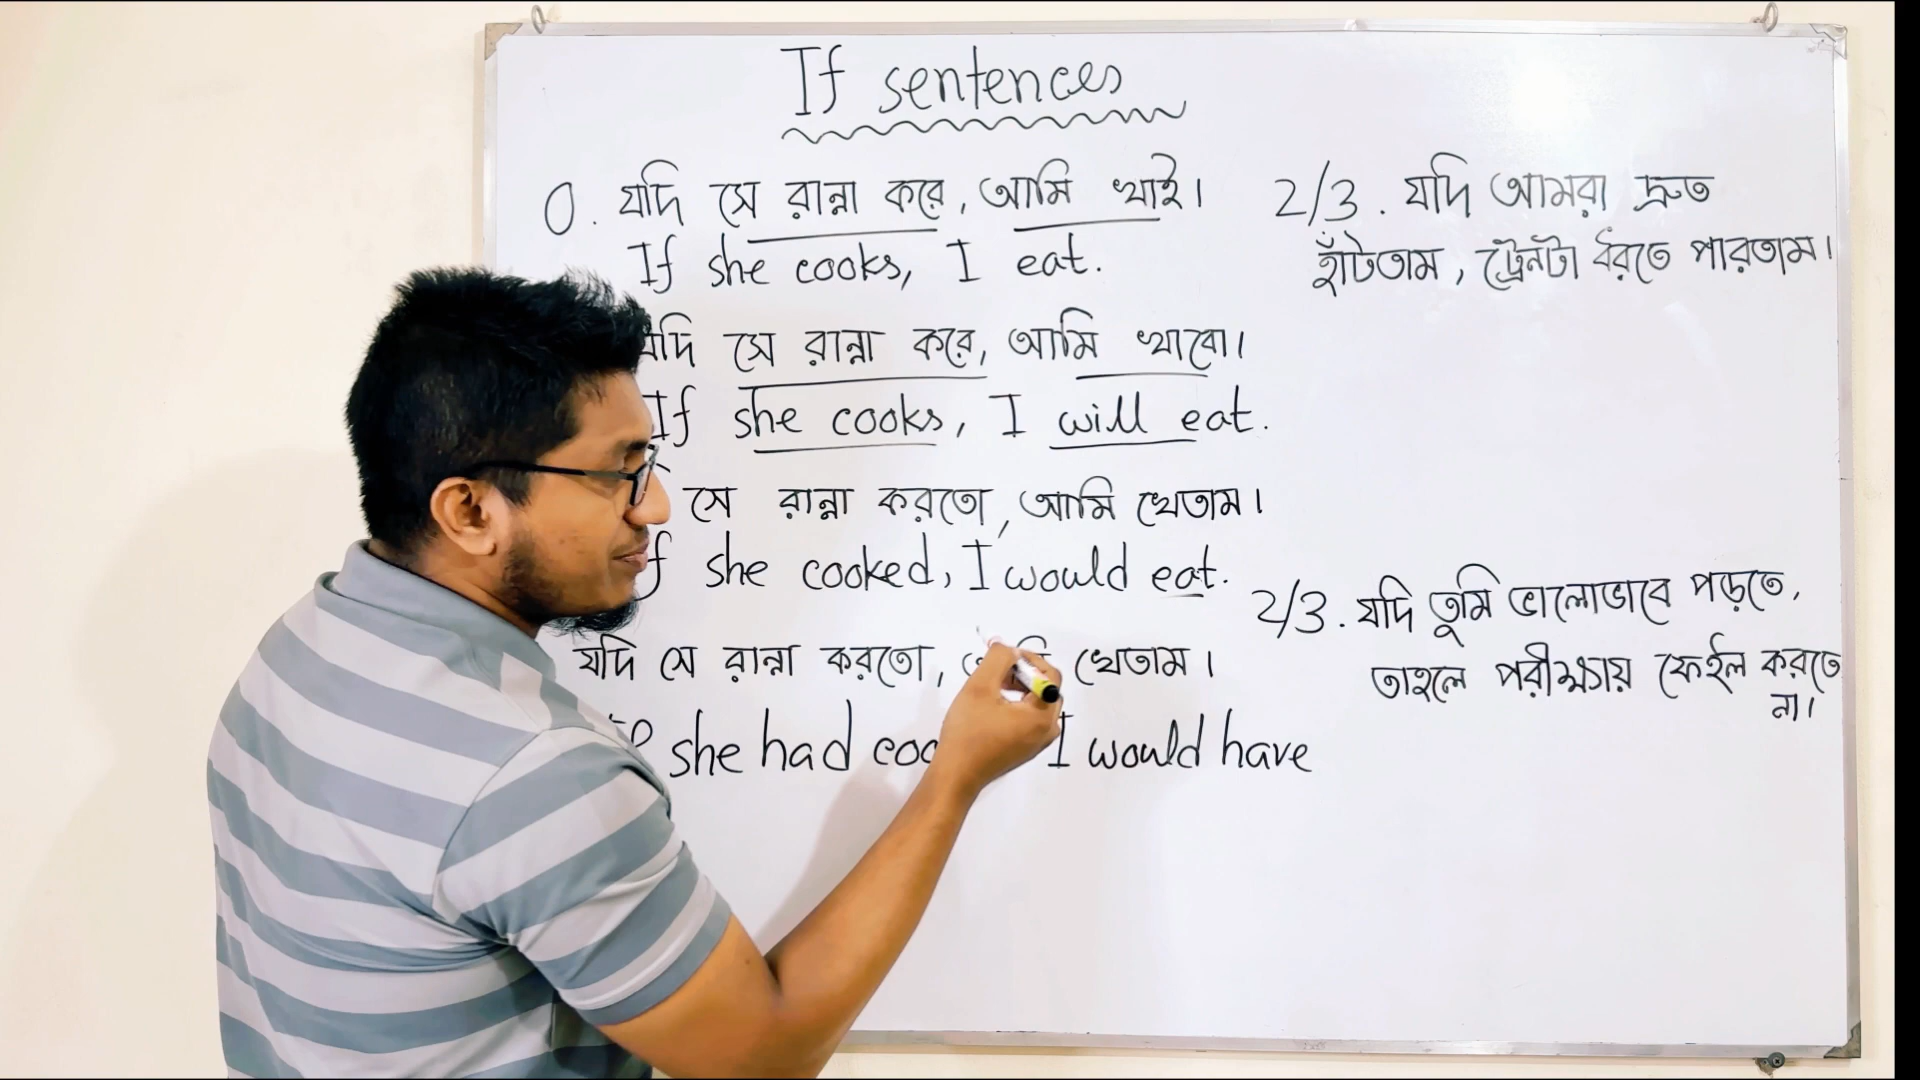 If sentences
0. যদি সে রান্না করে, আমি খাই।
If she cooks, I eat.
যদি সে রান্না করে, আমি খাবো।
If she cooks, I will eat.
সে রান্না করতো, আমি খেতাম।
she cooked, I would eat.
যদি সে রান্না করতো, খেতাম।
she had I would have
2/3. যদি আমরা দ্রুত
হাঁটতাম, ট্রেনটা ধরতে পারতাম।
2/3. যদি তুমি ভালোভাবে পড়তে,
তাহলে পরীক্ষায় ফেইল করতে
না।